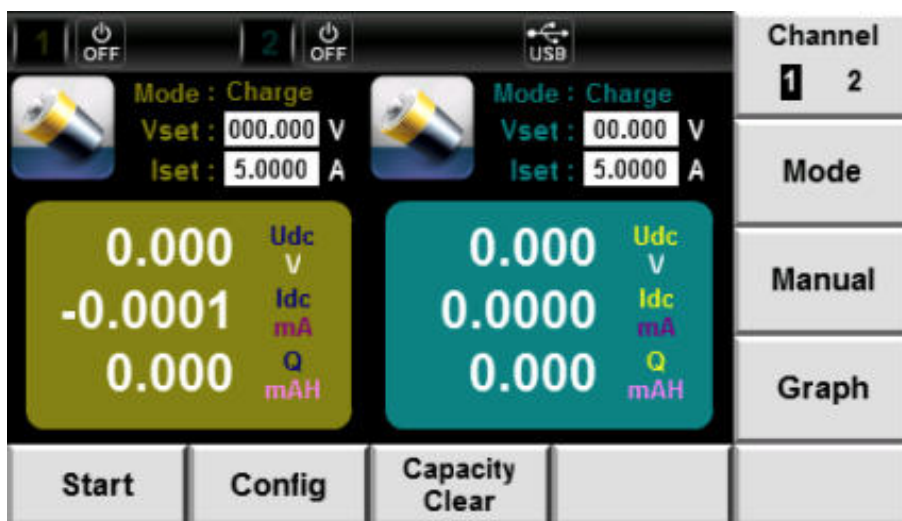 1 OFF 2 OFF USB
Mode : Charge
Vset : 000.000 V
Iset : 5.0000 A
Mode : Charge
Vset : 00.000 V
Iset : 5.0000 A
0.000 Udc V
-0.0001 Idc mA
0.000 Q mAH
0.000 Udc V
0.0000 Idc mA
0.000 Q mAH
Channel
1 2
Mode
Manual
Graph
Start
Config
Capacity
Clear